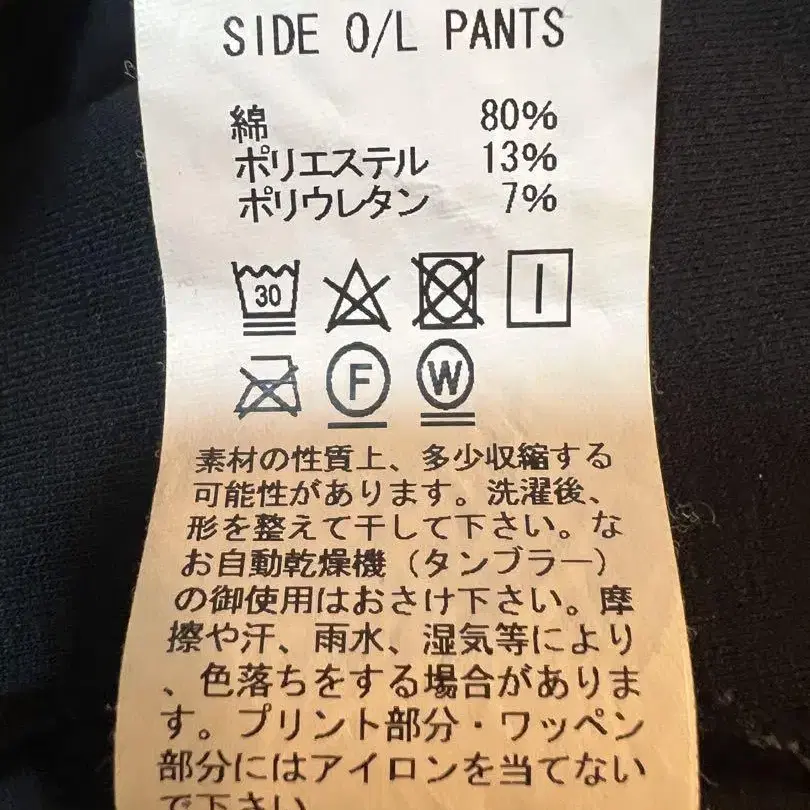 SIDE O/L PANTS
綿 80%
ポリエステル 13%
ポリウレタン 7%
30
F W
素材の性質上、多少収縮する
可能性があります。洗濯後、
形を整えて干して下さい。な
お自動乾燥機(タンブラー)
の御使用はおさけ下さい。摩
擦や汗、雨水、湿気等により
、色落ちをする場合がありま
す。プリント部分・ワッペン
部分にはアイロンを当てない
で下さい